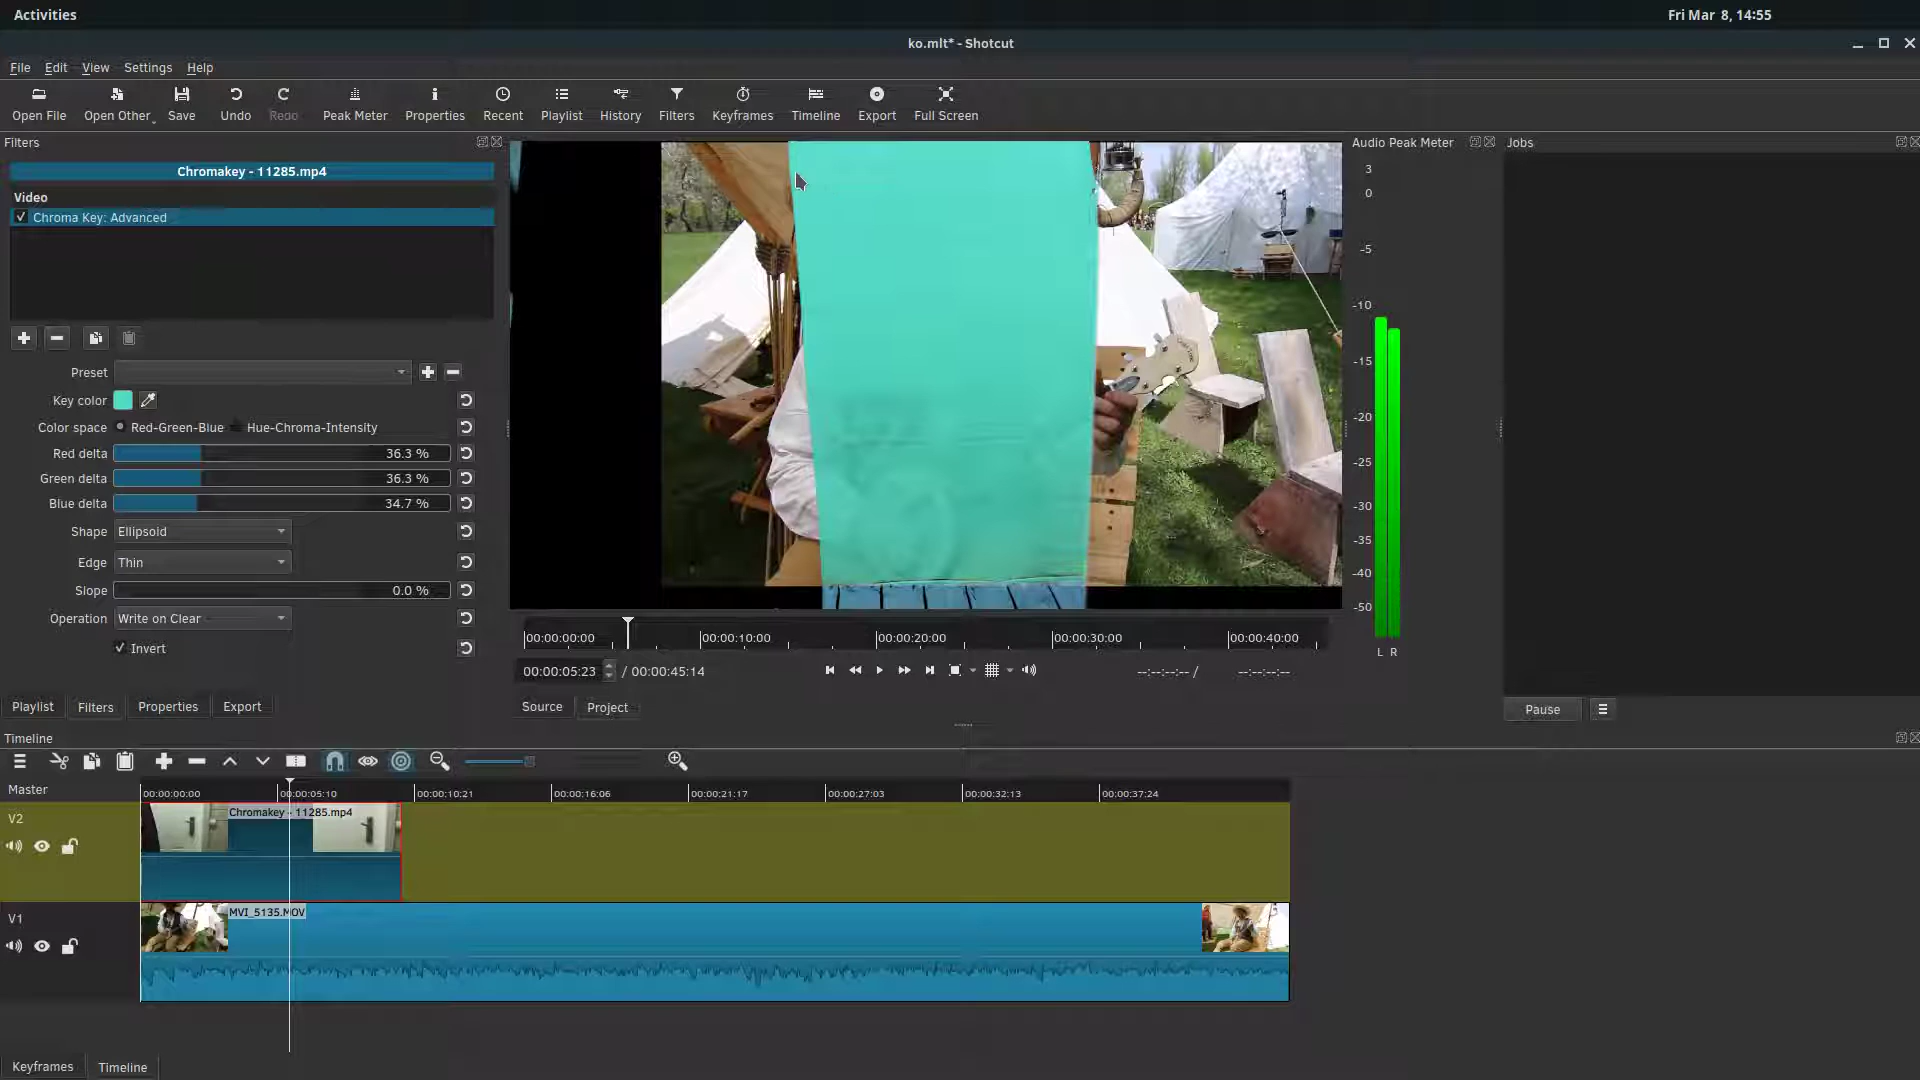 Activities
Fri Mar 8, 14:55
ko.mlt* - Shotcut
File Edit View Settings Help
Open File Open Other Save Undo Redo Peak Meter Properties Recent Playlist History Filters Keyframes Timeline Export Full Screen
Filters
Chromakey - 11285.mp4
Video
Chroma Key: Advanced
Preset
Key color
Color space Red-Green-Blue Hue-Chroma-Intensity
Red delta 36.3 %
Green delta 36.3 %
Blue delta 34.7 %
Shape Ellipsoid
Edge Thin
Slope 0.0 %
Operation Write on Clear
Invert
Playlist Filters Properties Export
00:00:00:00 00:00:10:00 00:00:20:00 00:00:30:00 00:00:40:00
00:00:05:23 / 00:00:45:14 --:--:--:-- / --:--:--:--
Source Project
Audio Peak Meter
3
0
-5
-10
-15
-20
-25
-30
-35
-40
-50
L R
Jobs
Pause
Timeline
Master
00:00:00:00 00:00:05:10 00:00:10:21 00:00:16:06 00:00:21:17 00:00:27:03 00:00:32:13 00:00:37:24
V2
Chromakey - 11285.mp4
V1
MVI_5135.MOV
Keyframes Timeline